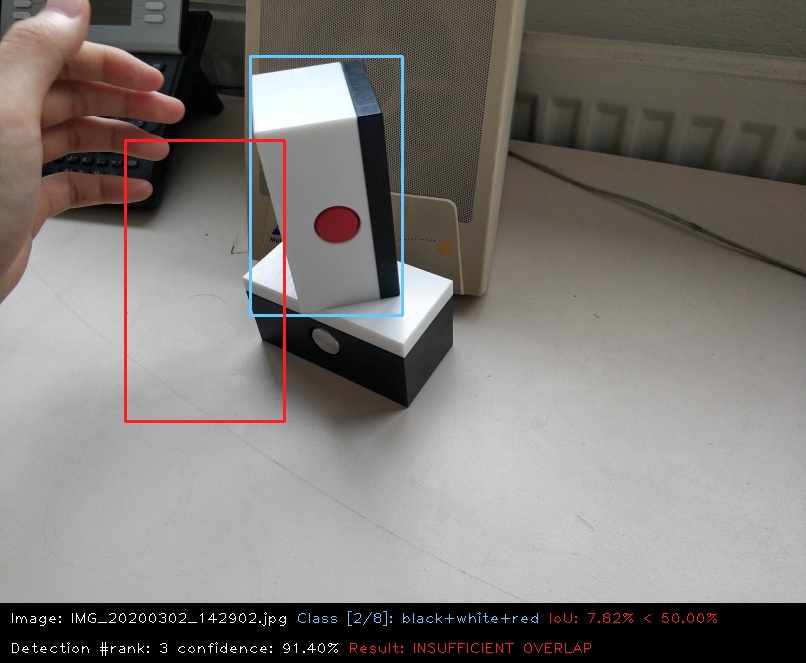 Image: IMG_20200302_142902.jpg Class [2/8]: black+white+red IoU: 7.82% < 50.00%
Detection #rank: 3 confidence: 91.40% Result: INSUFFICIENT OVERLAP